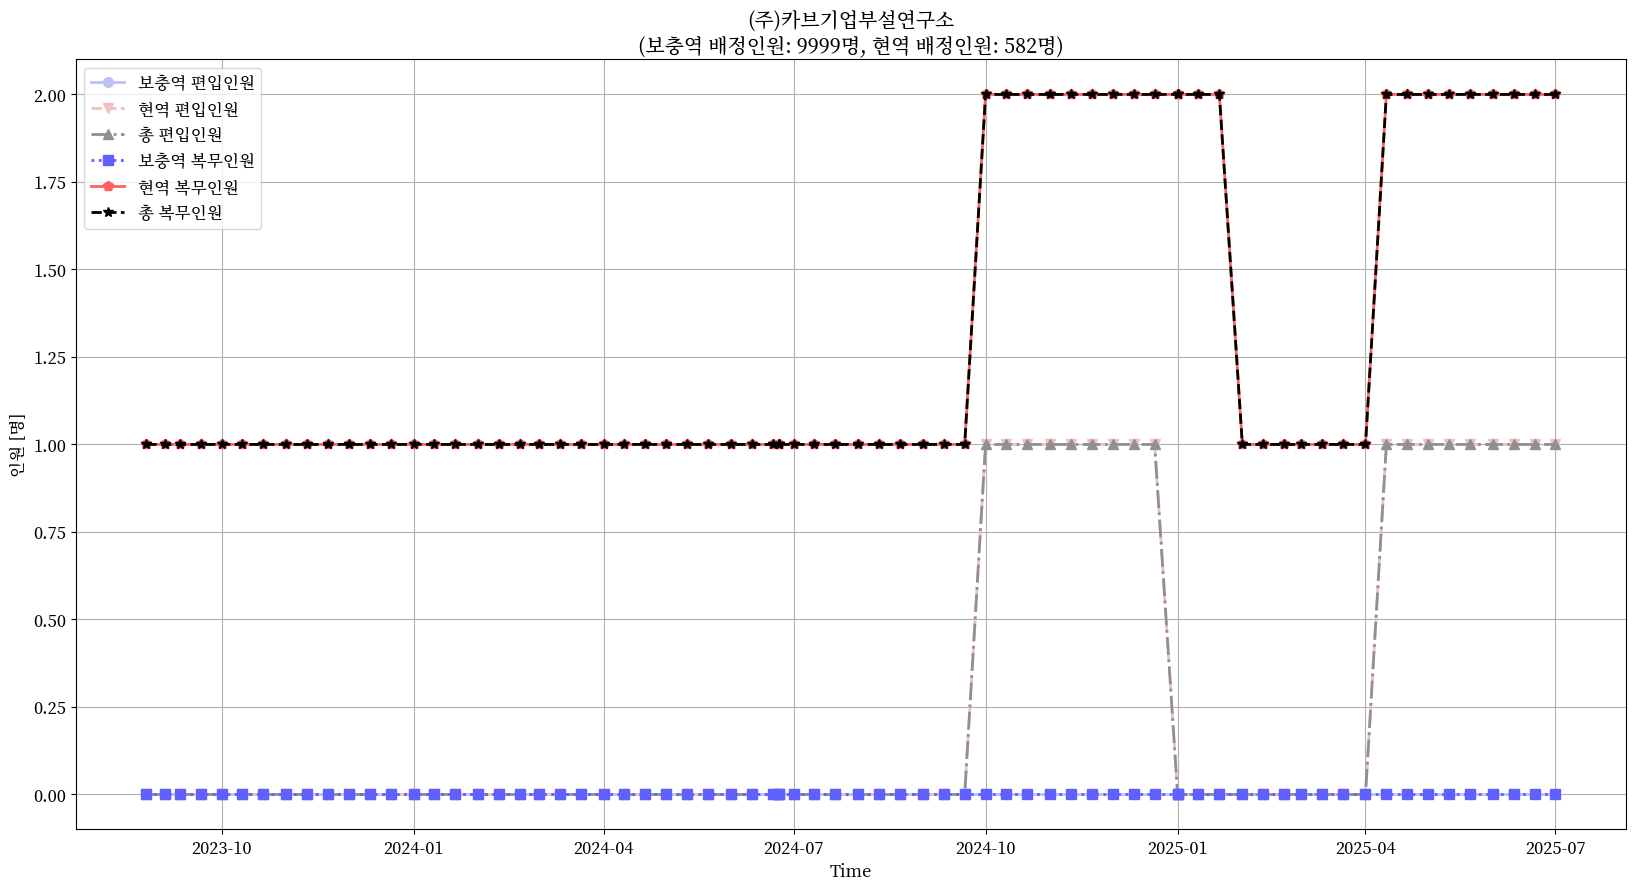 (주)카브기업부설연구소
(보충역 배정인원: 9999명, 현역 배정인원: 582명)
보충역 편입인원
현역 편입인원
총 편입인원
보충역 복무인원
현역 복무인원
총 복무인원
2.00
1.75
1.50
1.25
1.00
0.75
0.50
0.25
0.00
인원 [명]
2023-10 2024-01 2024-04 2024-07 2024-10 2025-01 2025-04 2025-07
Time